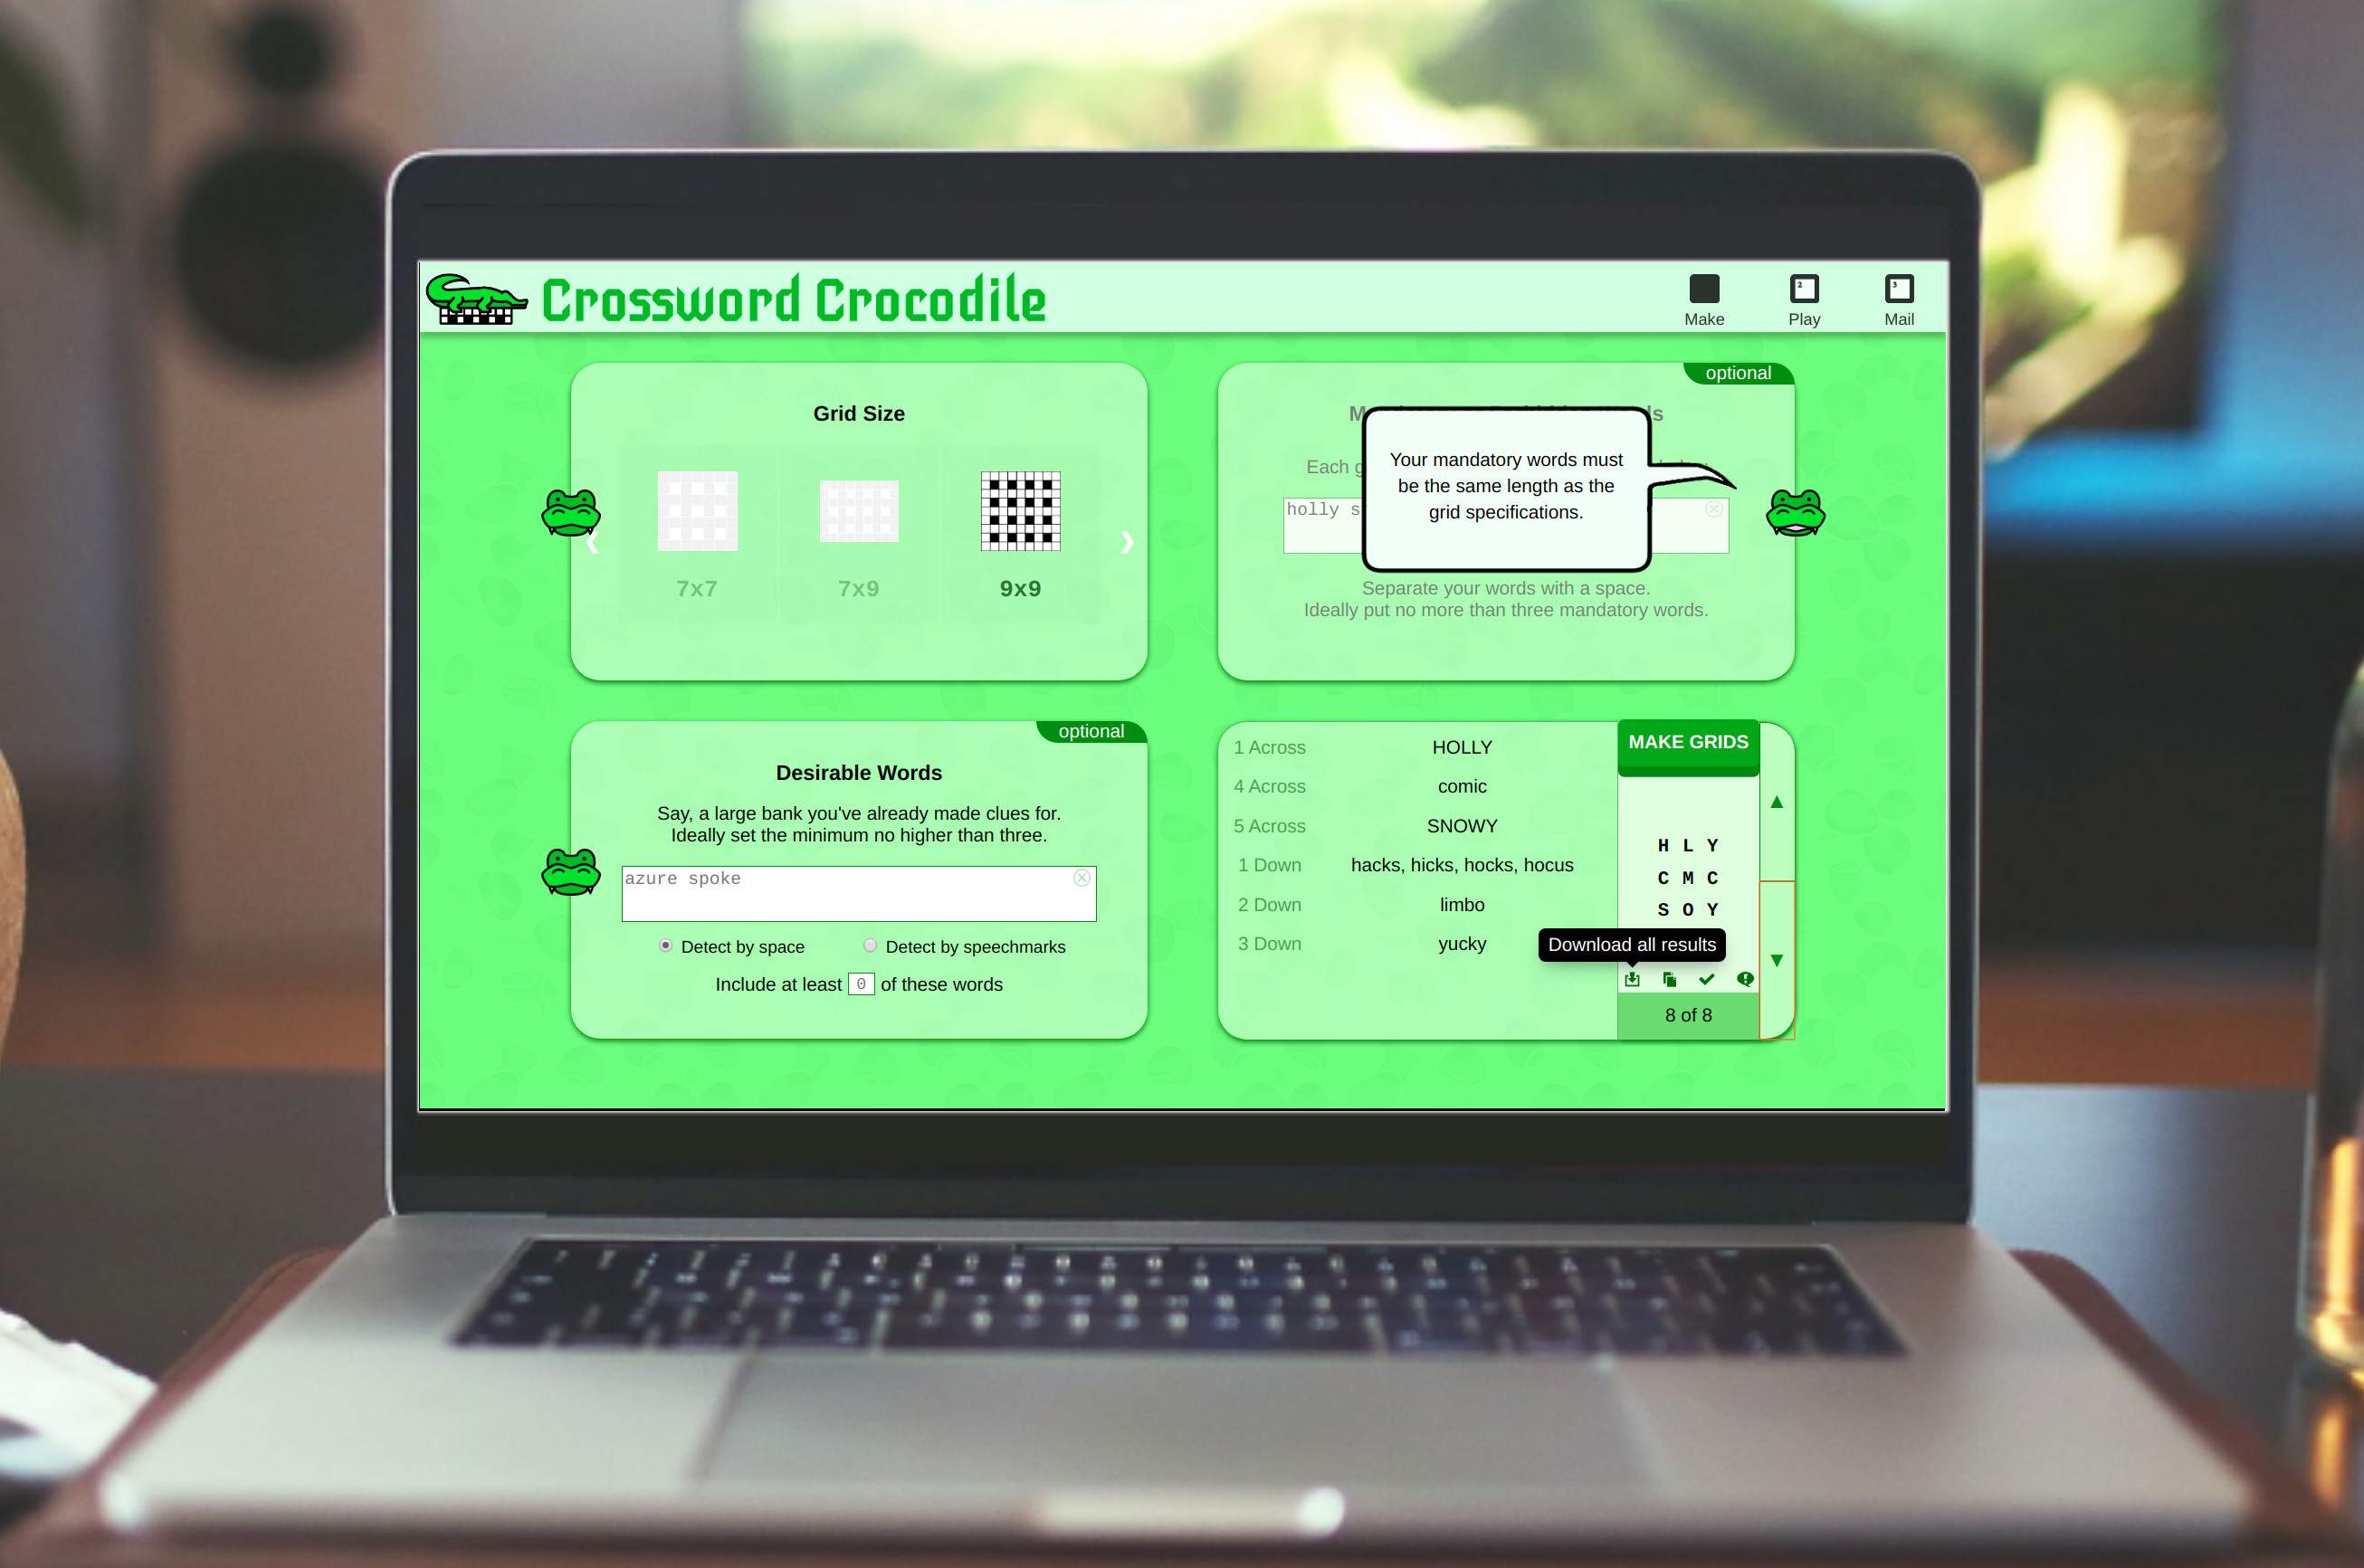 Crossword Crocodile
Make
2
Play
3
Mail
Grid Size
7x7
7x9
9x9
optional
Each
holly
Your mandatory words must
be the same length as the
grid specifications.
Separate your words with a space.
Ideally put no more than three mandatory words.
optional
Desirable Words
Say, a large bank you've already made clues for.
Ideally set the minimum no higher than three.
azure spoke
Detect by space
Detect by speechmarks
Include at least 0 of these words
1 Across HOLLY
4 Across comic
5 Across SNOWY
1 Down hacks, hicks, hocks, hocus
2 Down limbo
3 Down yucky
MAKE GRIDS
H L Y
C M C
S O Y
Download all results
8 of 8